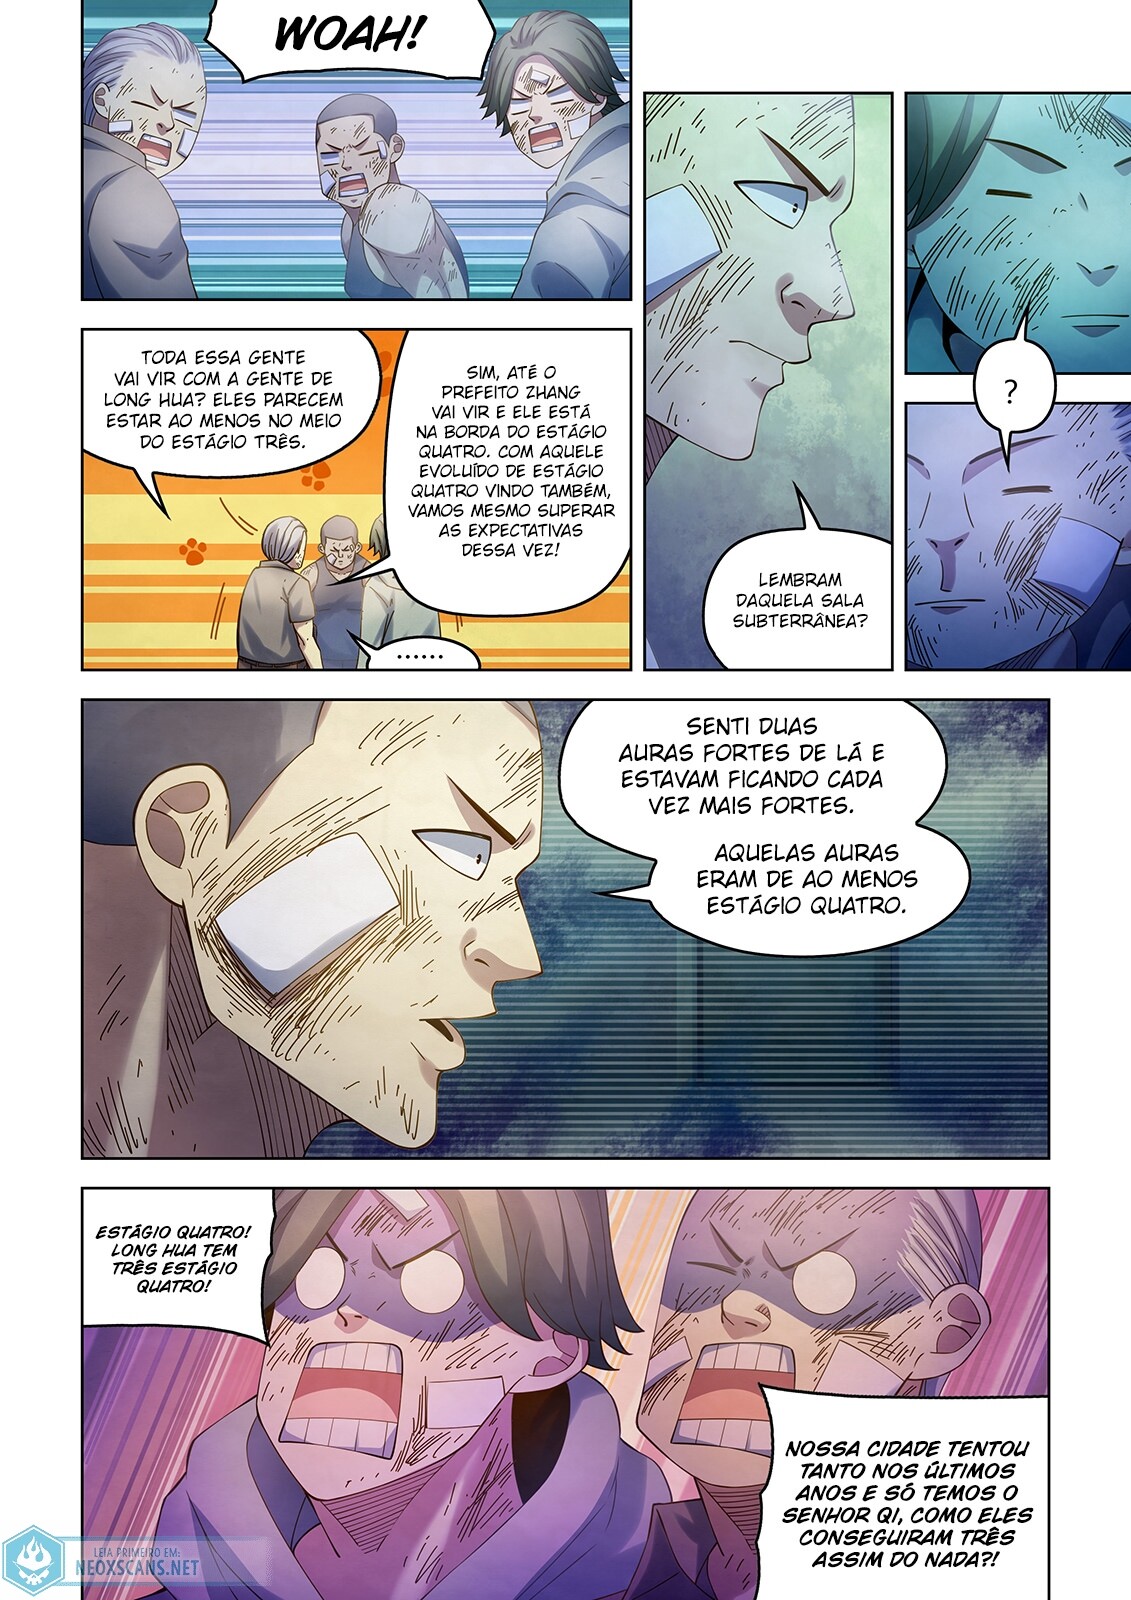 WOAH!
TODA ESSA GENTE
VAI VIR COM A GENTE DE
LONG HUA? ELES PARECEM
ESTAR AO MENOS NO MEIO
DO ESTÁGIO TRÊS.
SIM, ATÉ O
PREFEITO ZHANG
VAI VIR E ELE ESTÁ
NA BORDA DO ESTÁGIO
QUATRO. COM AQUELE
EVOLUÍDO DE ESTÁGIO
QUATRO VINDO TAMBÉM,
VAMOS MESMO SUPERAR
AS EXPECTATIVAS
DESSA VEZ!
......
LEMBRAM
DAQUELA SALA
SUBTERRÂNEA?
?
SENTI DUAS
AURAS FORTES DE LÁ E
ESTAVAM FICANDO CADA
VEZ MAIS FORTES.
AQUELAS AURAS
ERAM DE AO MENOS
ESTÁGIO QUATRO.
ESTÁGIO QUATRO!
LONG HUA TEM
TRÊS ESTÁGIO
QUATRO!
NOSSA CIDADE TENTOU
TANTO NOS ÚLTIMOS
ANOS E SÓ TEMOS O
SENHOR QI, COMO ELES
CONSEGUIRAM TRÊS
ASSIM DO NADA?!
LEIA PRIMEIRO EM:
NEOXSCANS.NET